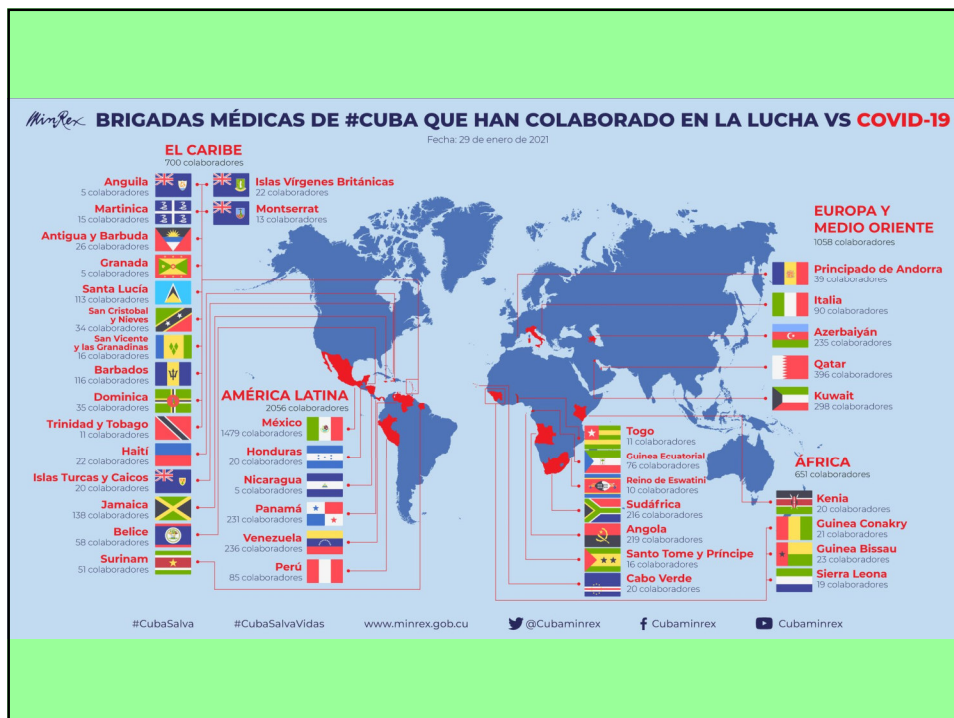 MinRex BRIGADAS MÉDICAS DE #CUBA QUE HAN COLABORADO EN LA LUCHA VS COVID-19
Fecha: 29 de enero de 2021
EL CARIBE
700 colaboradores
Anguila
5 colaboradores
Islas Vírgenes Británicas
22 colaboradores
Martinica
15 colaboradores
Montserrat
13 colaboradores
Antigua y Barbuda
26 colaboradores
Granada
5 colaboradores
Santa Lucía
113 colaboradores
San Cristobal
y Nieves
34 colaboradores
San Vicente
y las Granadinas
16 colaboradores
Barbados
116 colaboradores
Dominica
35 colaboradores
Trinidad y Tobago
11 colaboradores
Haití
22 colaboradores
Islas Turcas y Caicos
20 colaboradores
Jamaica
138 colaboradores
Belice
58 colaboradores
Surinam
51 colaboradores
AMÉRICA LATINA
2056 colaboradores
México
1479 colaboradores
Honduras
20 colaboradores
Nicaragua
5 colaboradores
Panamá
231 colaboradores
Venezuela
236 colaboradores
Perú
85 colaboradores
EUROPA Y
MEDIO ORIENTE
1058 colaboradores
Principado de Andorra
39 colaboradores
Italia
90 colaboradores
Azerbaiyán
235 colaboradores
Qatar
396 colaboradores
Kuwait
298 colaboradores
ÁFRICA
651 colaboradores
Togo
11 colaboradores
Guinea Ecuatorial
76 colaboradores
Reino de Eswatini
10 colaboradores
Sudáfrica
216 colaboradores
Angola
219 colaboradores
Santo Tome y Príncipe
16 colaboradores
Cabo Verde
20 colaboradores
Kenia
20 colaboradores
Guinea Conakry
21 colaboradores
Guinea Bissau
23 colaboradores
Sierra Leona
19 colaboradores
#CubaSalva #CubaSalvaVidas www.minrex.gob.cu @Cubaminrex Cubaminrex Cubaminrex